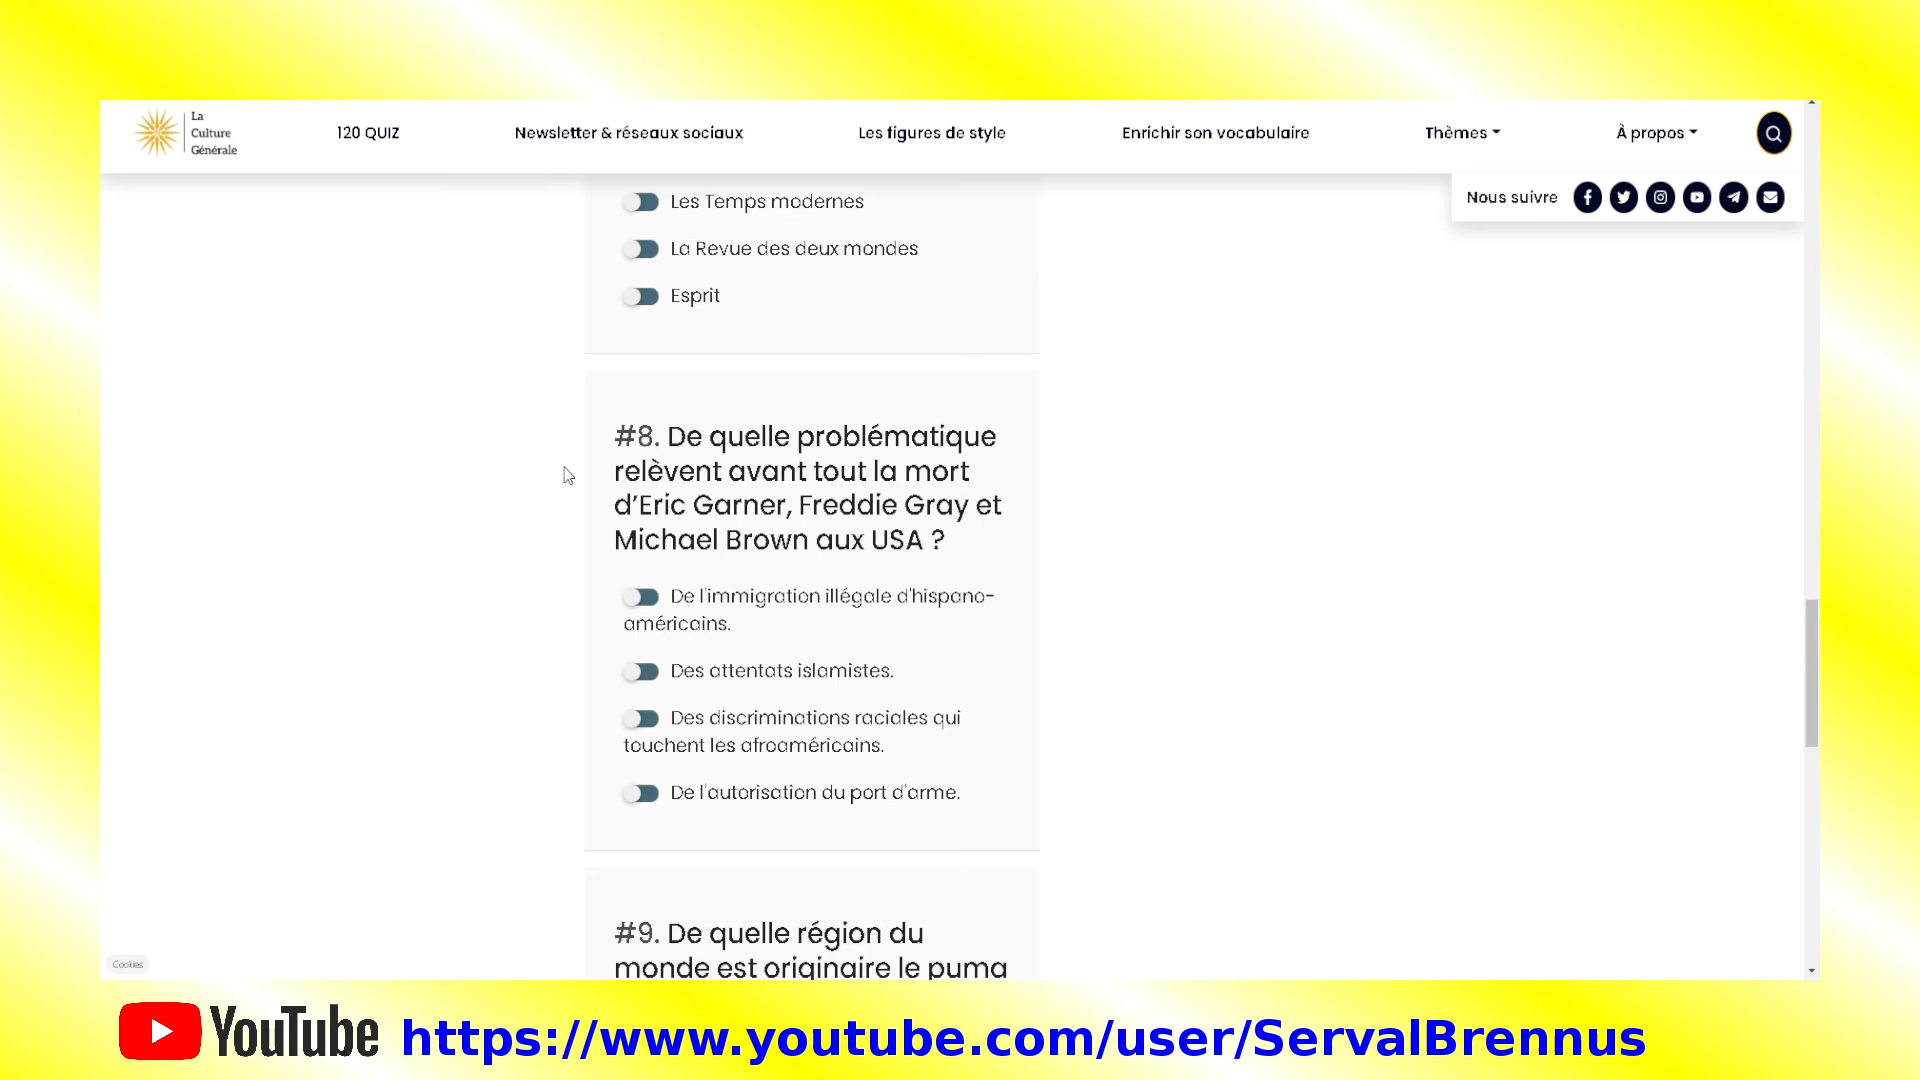 La
Culture
Générale
120 QUIZ
Newsletter & réseaux sociaux
Les figures de style
Enrichir son vocabulaire
Thèmes
À propos
Nous suivre
Les Temps modernes
La Revue des deux mondes
Esprit
#8. De quelle problématique
relèvent avant tout la mort
d’Eric Garner, Freddie Gray et
Michael Brown aux USA ?
De l'immigration illégale d'hispano-
américains.
Des attentats islamistes.
Des discriminations raciales qui
touchent les afroaméricains.
De l'autorisation du port d'arme.
#9. De quelle région du
monde est originaire le puma
Cookies
YouTube https://www.youtube.com/user/ServalBrennus